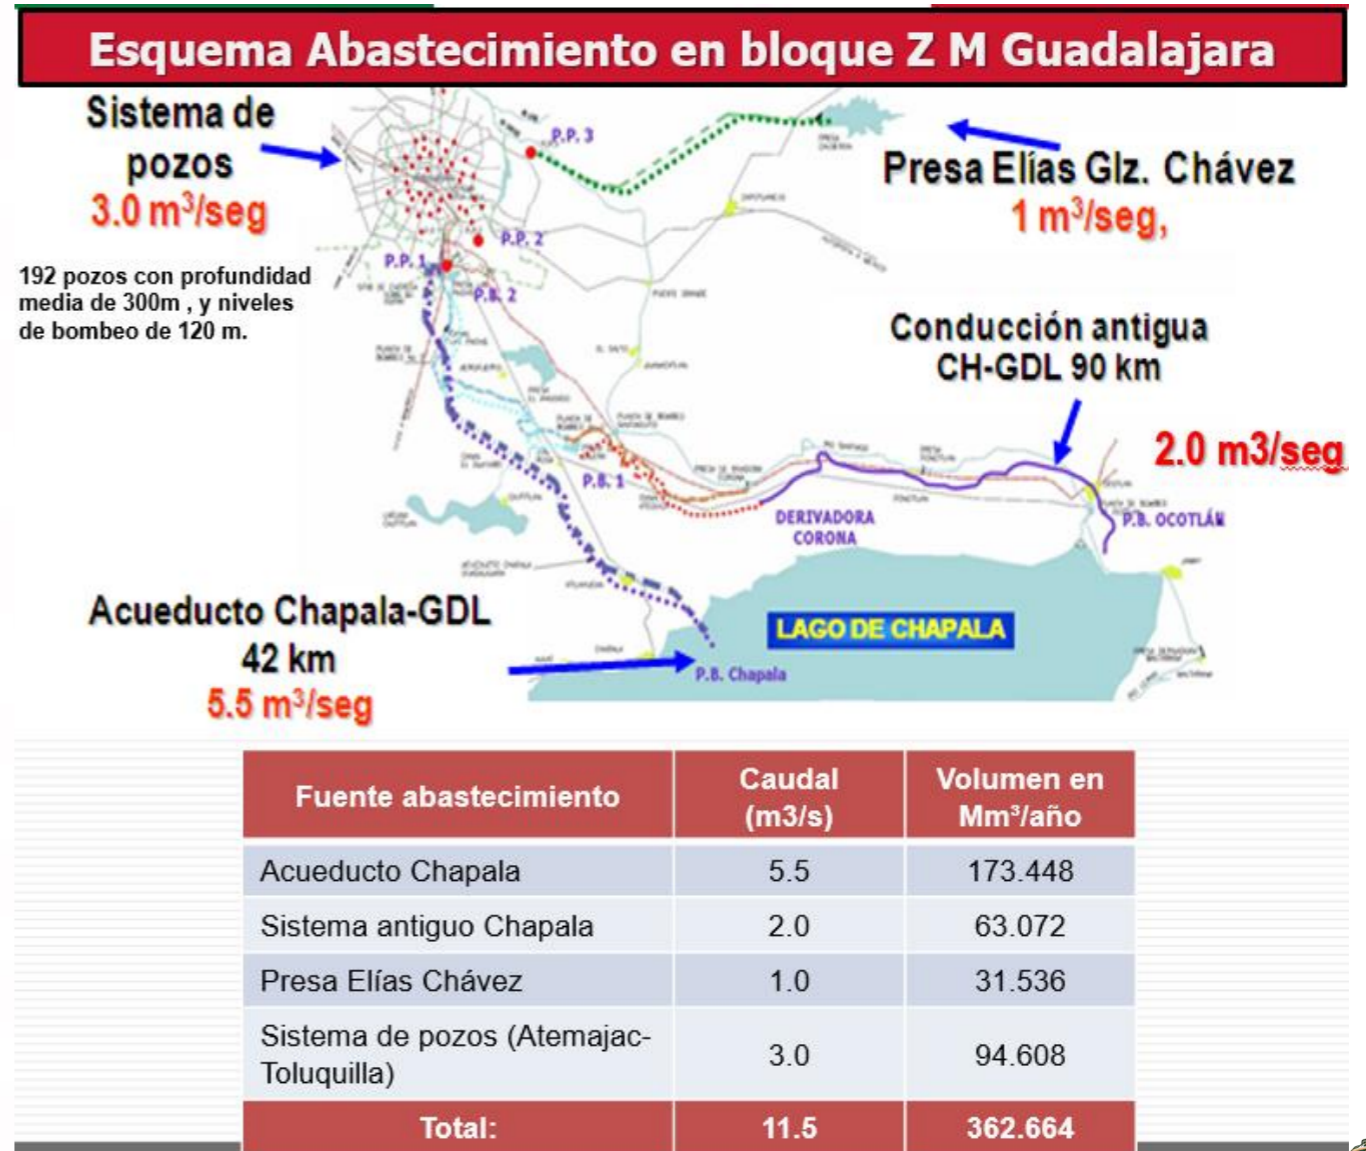 Esquema Abastecimiento en bloque Z M Guadalajara
Sistema de
pozos
3.0 m³/seg
192 pozos con profundidad
media de 300m , y niveles
de bombeo de 120 m.
P.P. 3
P.P. 2
P.P. 1
P.B. 2
Presa Elías Glz. Chávez
1 m³/seg,
Conducción antigua
CH-GDL 90 km
2.0 m3/seg
P.B. 1
DERIVADORA
CORONA
P.B. OCOTLÁN
Acueducto Chapala-GDL
42 km
5.5 m³/seg
LAGO DE CHAPALA
P.B. Chapala
Fuente abastecimiento
Caudal
(m3/s)
Volumen en
Mm³/año
Acueducto Chapala 5.5 173.448
Sistema antiguo Chapala 2.0 63.072
Presa Elías Chávez 1.0 31.536
Sistema de pozos (Atemajac-
Toluquilla) 3.0 94.608
Total: 11.5 362.664